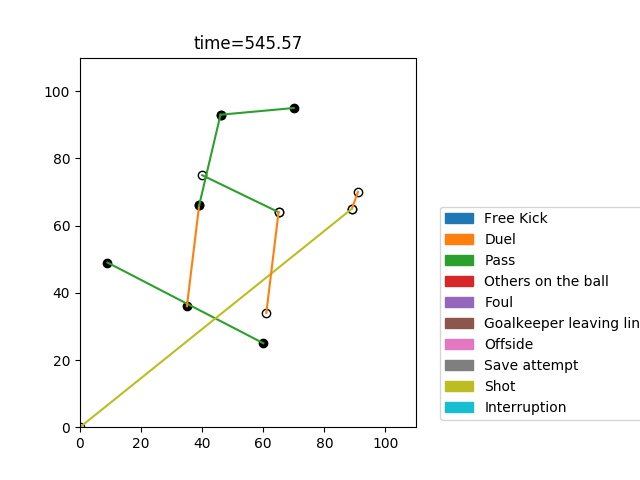 time=545.57
100
80
60
40
20
0
0 20 40 60 80 100
Free Kick
Duel
Pass
Others on the ball
Foul
Goalkeeper leaving lin
Offside
Save attempt
Shot
Interruption